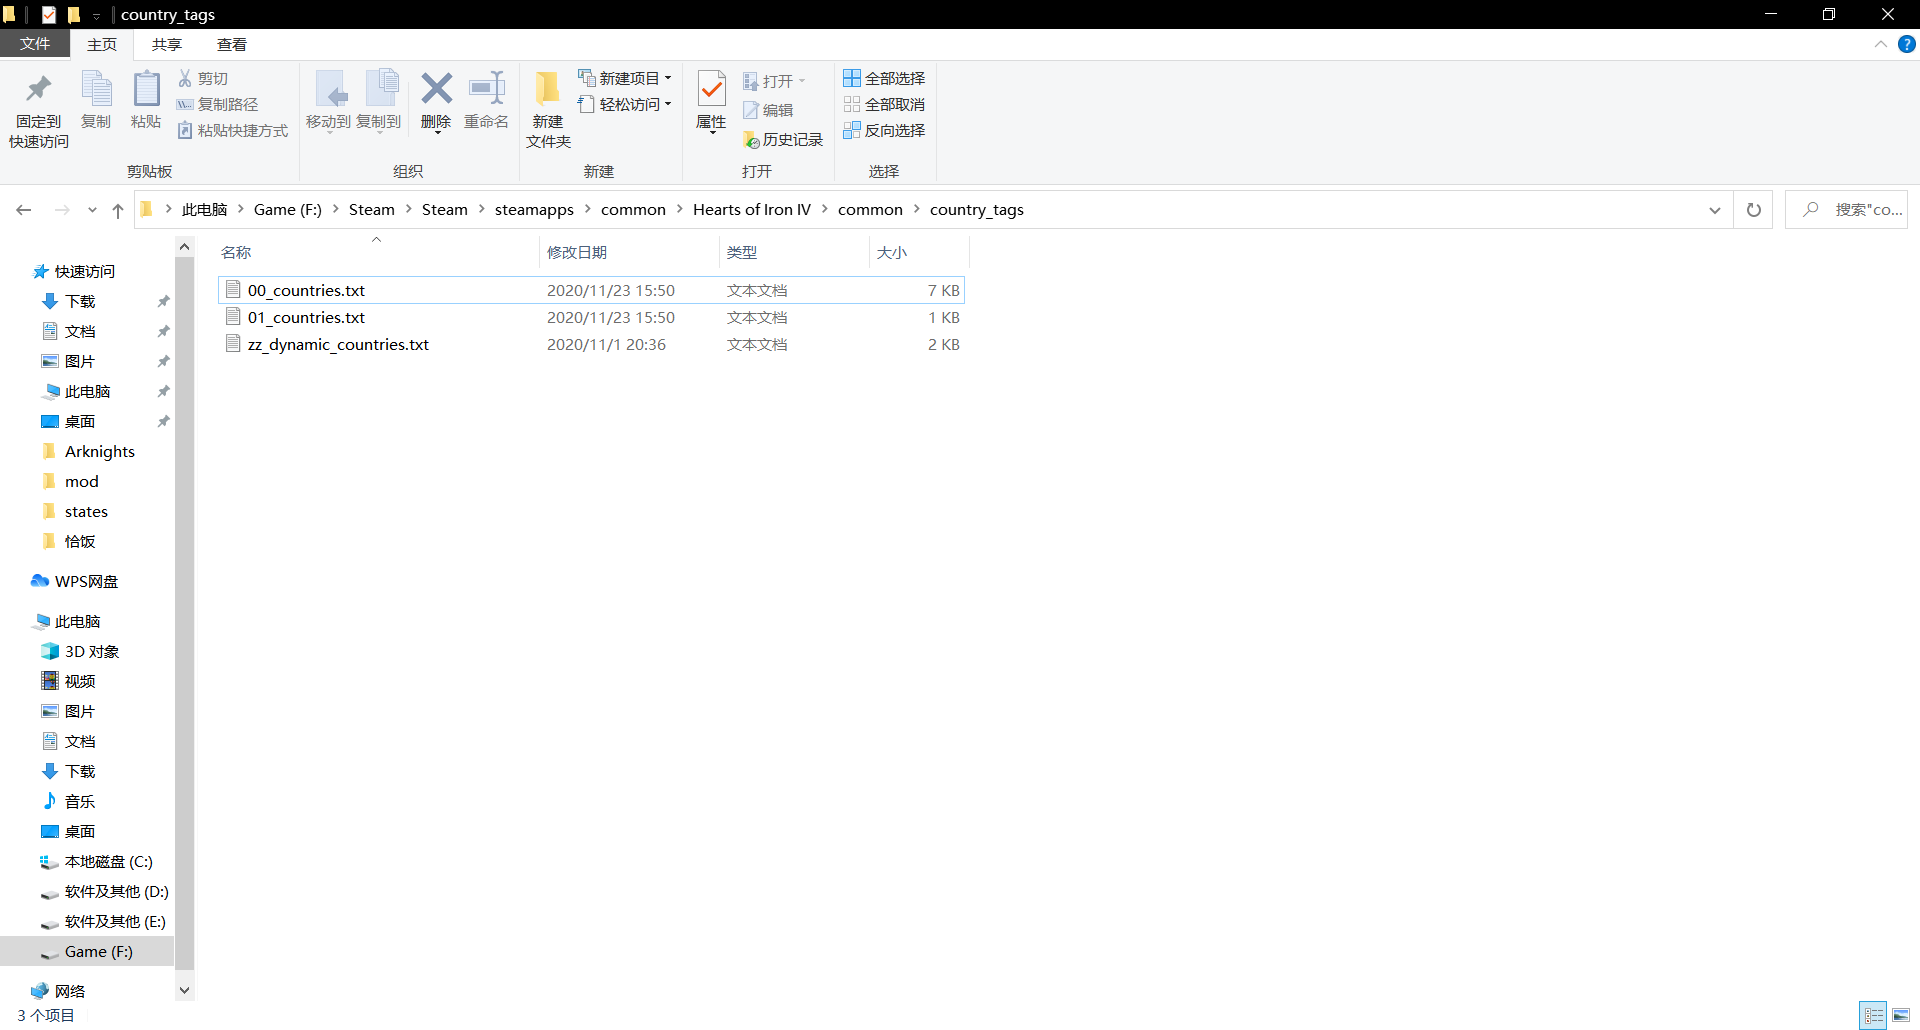 country_tags
文件 主页 共享 查看
固定到快速访问
复制
粘贴
剪切
复制路径
粘贴快捷方式
剪贴板
移动到
复制到
删除
重命名
组织
新建文件夹
新建项目
轻松访问
新建
属性
打开
编辑
历史记录
打开
全部选择
全部取消
反向选择
选择
此电脑 Game (F:) Steam Steam steamapps common Hearts of Iron IV common country_tags
搜索"co...
名称 修改日期 类型 大小
00_countries.txt 2020/11/23 15:50 文本文档 7 KB
01_countries.txt 2020/11/23 15:50 文本文档 1 KB
zz_dynamic_countries.txt 2020/11/1 20:36 文本文档 2 KB
快速访问
下载
文档
图片
此电脑
桌面
Arknights
mod
states
恰饭
WPS网盘
此电脑
3D 对象
视频
图片
文档
下载
音乐
桌面
本地磁盘 (C:)
软件及其他 (D:)
软件及其他 (E:)
Game (F:)
网络
3 个项目